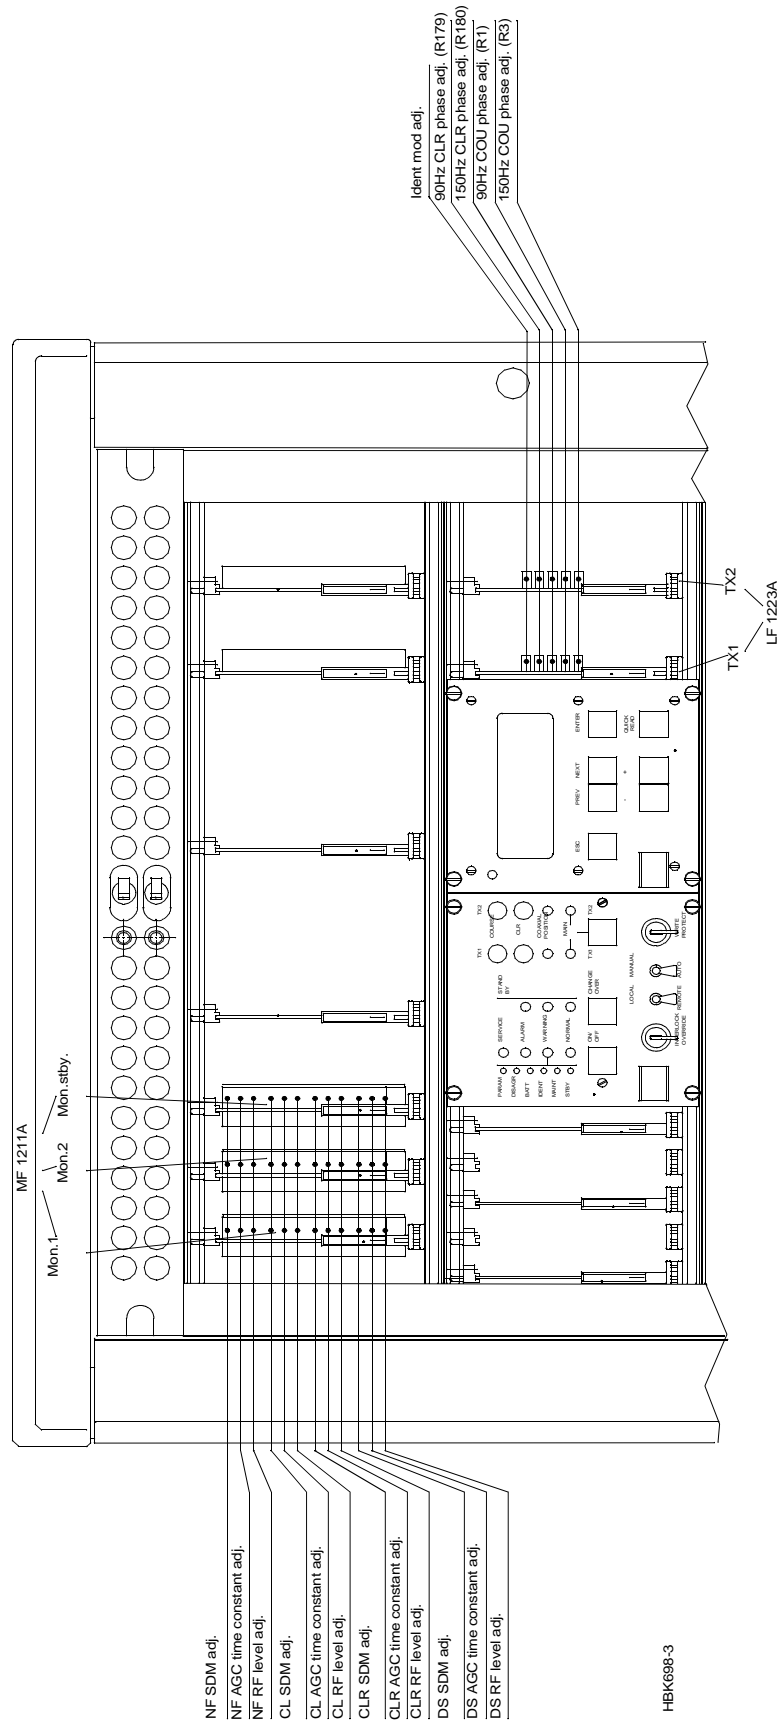 MF 1211A
Mon.1
Mon.2
Mon.stby.
NF SDM adj.
NF AGC time constant adj.
NF RF level adj.
CL SDM adj.
CL AGC time constant adj.
CL RF level adj.
CLR SDM adj.
CLR AGC time constant adj.
CLR RF level adj.
DS SDM adj.
DS AGC time constant adj.
DS RF level adj.
Ident mod adj.
90Hz CLR phase adj. (R179)
150Hz CLR phase adj. (R180)
90Hz COU phase adj. (R1)
150Hz COU phase adj. (R3)
PARAM
DISAGR
BATT
IDENT
MAINT
STBY
SERVICE
ALARM
WARNING
NORMAL
STAND
BY
TX1
TX2
COURSE
CLR
COAXIAL
POSITION
MAIN
ON/
OFF
CHANGE
OVER
TX1
TX2
LOCAL
MANUAL
INTERLOCK
OVERRIDE
REMOTE
AUTO
WRITE
PROTECT
ESC
PREV
NEXT
ENTER
-
+
QUICK
READ
TX1
TX2
LF 1223A
HBK698-3